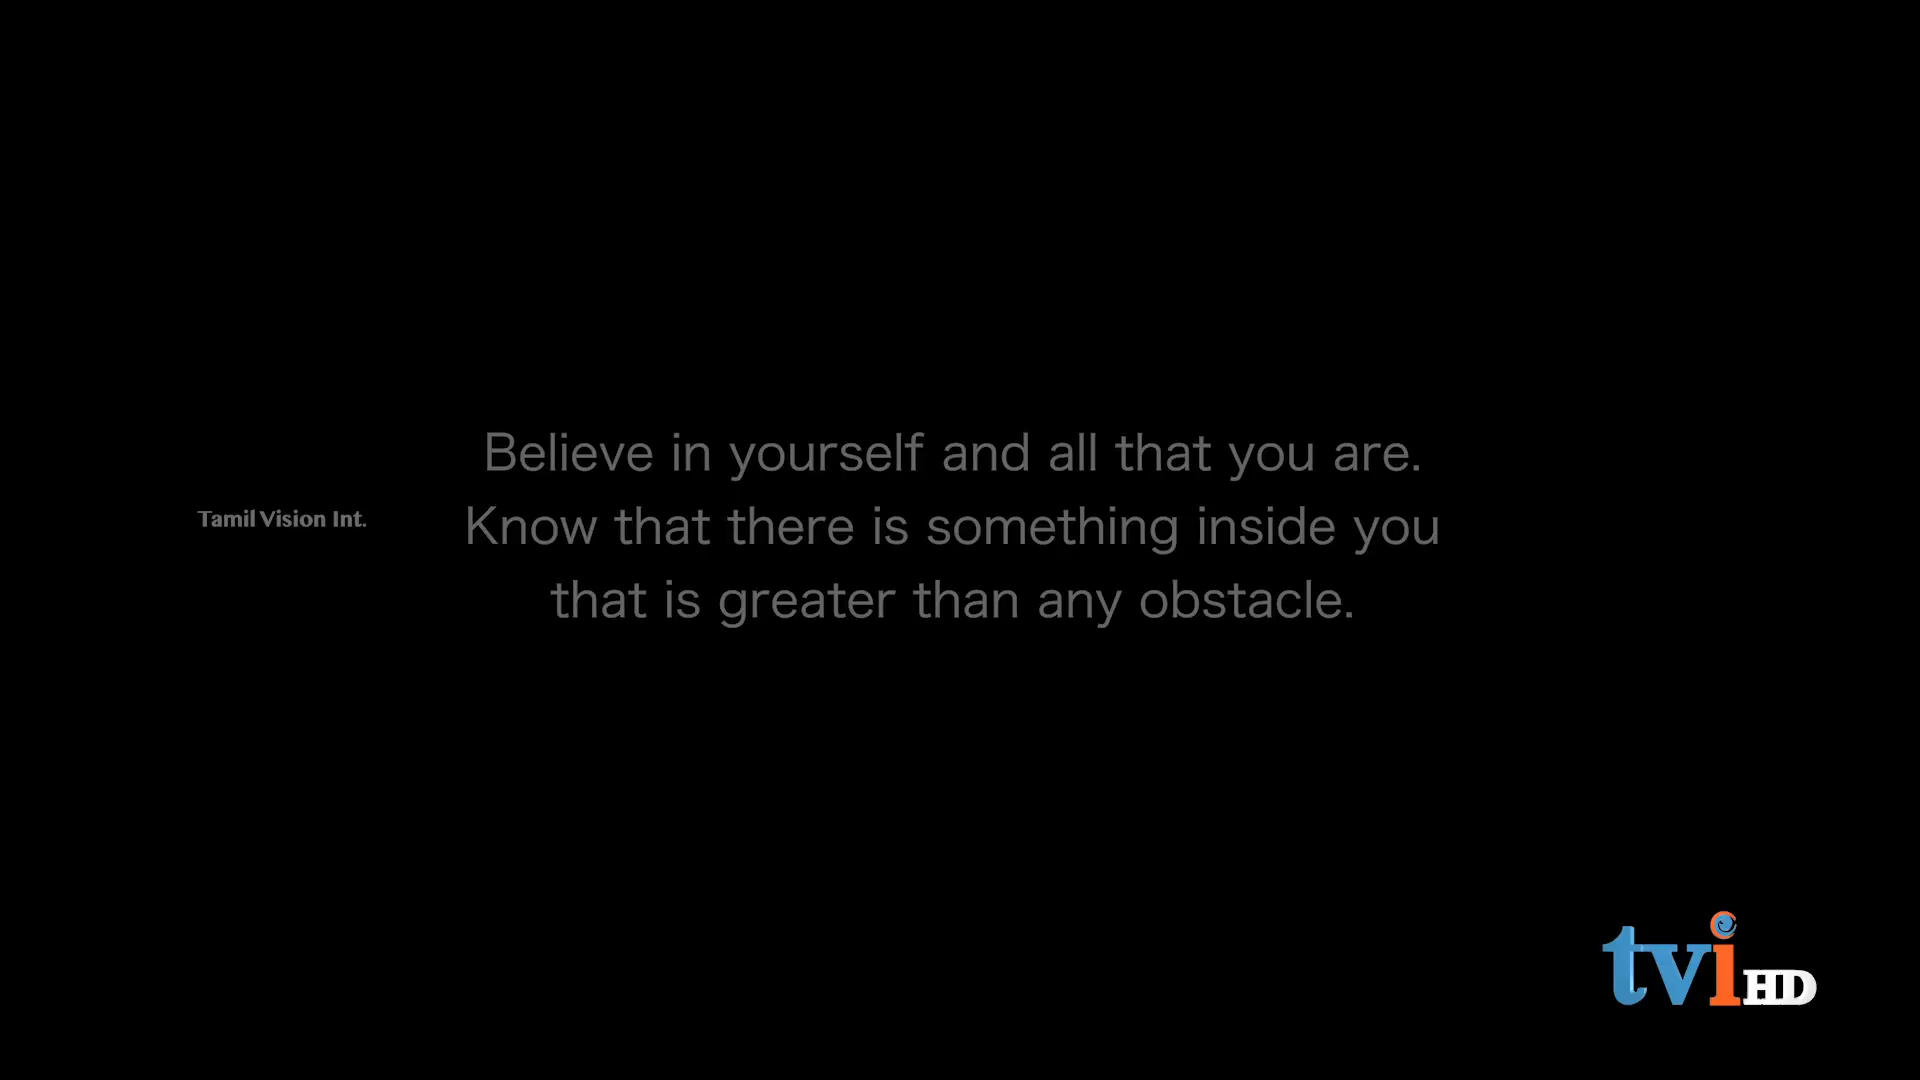 Believe in yourself and all that you are.
Tamil Vision Int.
Know that there is something inside you
that is greater than any obstacle.
tvi HD